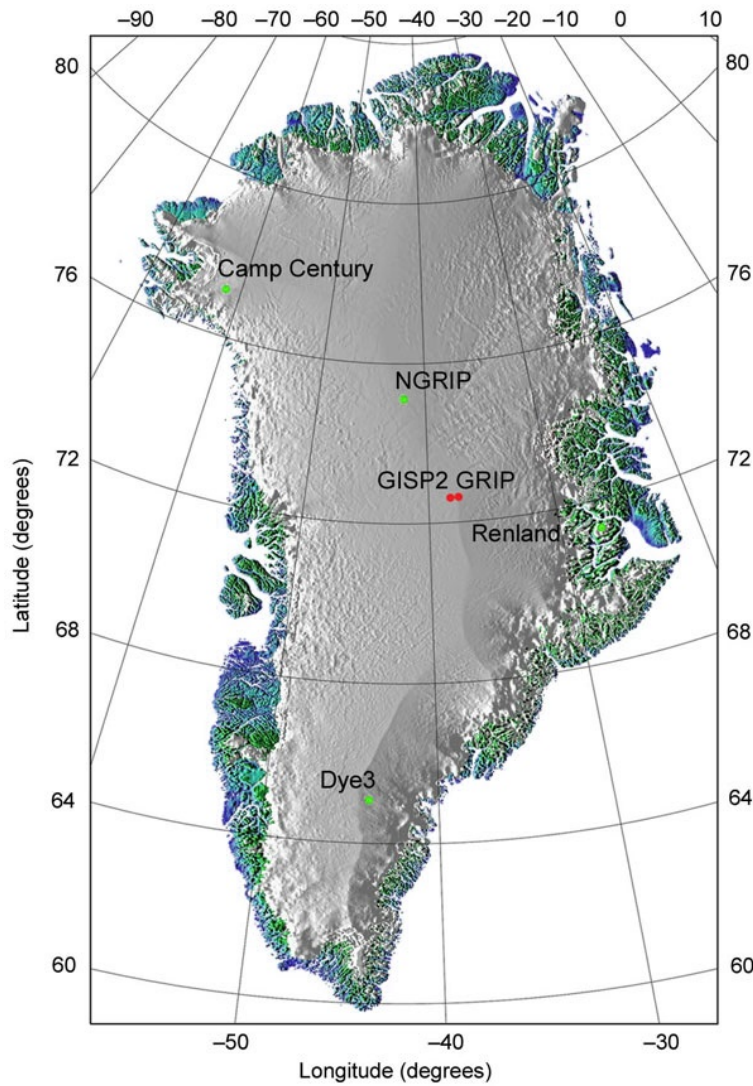 –90 –80 –70 –60 –50 –40 –30 –20 –10 0 10
80 80
76 76
Camp Century
NGRIP
72 72
GISP2 GRIP
Renland
Latitude (degrees)
68 68
Dye3
64 64
60 60
–50 –40 –30
Longitude (degrees)